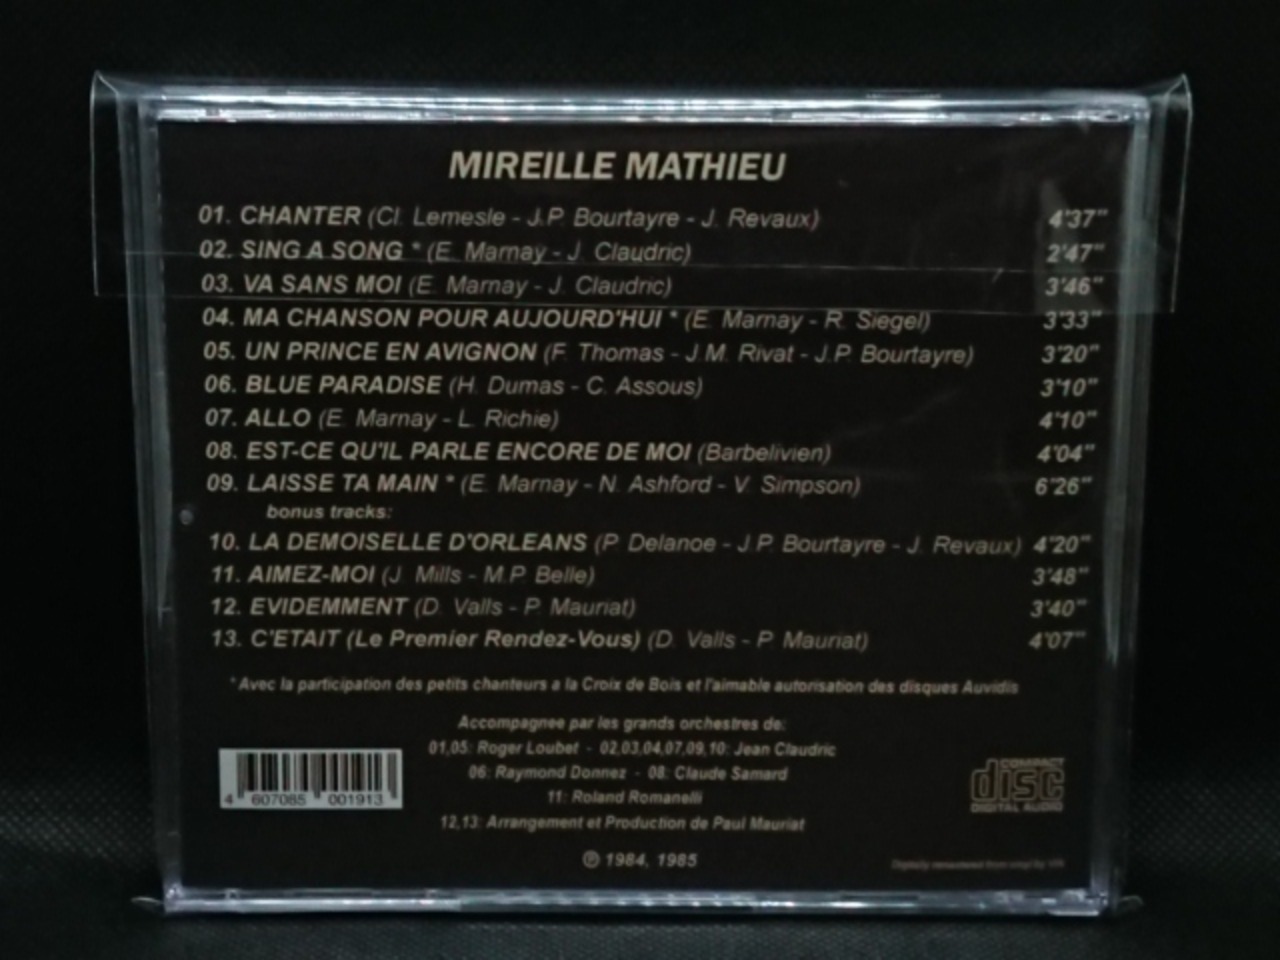 MIREILLE MATHIEU
01. CHANTER (Cl. Lemesle - J.P. Bourtayre - J. Revaux) 4'37"
02. SING A SONG * (E. Marnay - J. Claudric) 2'47"
03. VA SANS MOI (E. Marnay - J. Claudric) 3'46"
04. MA CHANSON POUR AUJOURD'HUI * (E. Marnay - R. Siegel) 3'33"
05. UN PRINCE EN AVIGNON (F. Thomas - J.M. Rivat - J.P. Bourtayre) 3'20"
06. BLUE PARADISE (H. Dumas - C. Assous) 3'10"
07. ALLO (E. Marnay - L. Richie) 4'10"
08. EST-CE QU'IL PARLE ENCORE DE MOI (Barbelivien) 4'04"
09. LAISSE TA MAIN * (E. Marnay - N. Ashford - V. Simpson) 6'26"
bonus tracks:
10. LA DEMOISELLE D'ORLEANS (P. Delanoe - J.P. Bourtayre - J. Revaux) 4'20"
11. AIMEZ-MOI (J. Mills - M.P. Belle) 3'48"
12. EVIDEMMENT (D. Valls - P. Mauriat) 3'40"
13. C'ETAIT (Le Premier Rendez-Vous) (D. Valls - P. Mauriat) 4'07"
* Avec la participation des petits chanteurs a la Croix de Bois et l'aimable autorisation des disques Auvidis
Accompagnee par les grands orchestres de:
01,05: Roger Loubet - 02,03,04,07,09,10: Jean Claudric
06: Raymond Donnez - 08: Claude Samard
11: Roland Romanelli
12,13: Arrangement et Production de Paul Mauriat
℗ 1984, 1985
4 607085 001913
COMPACT
disc
DIGITAL AUDIO
Digitally remastered from vinyl by